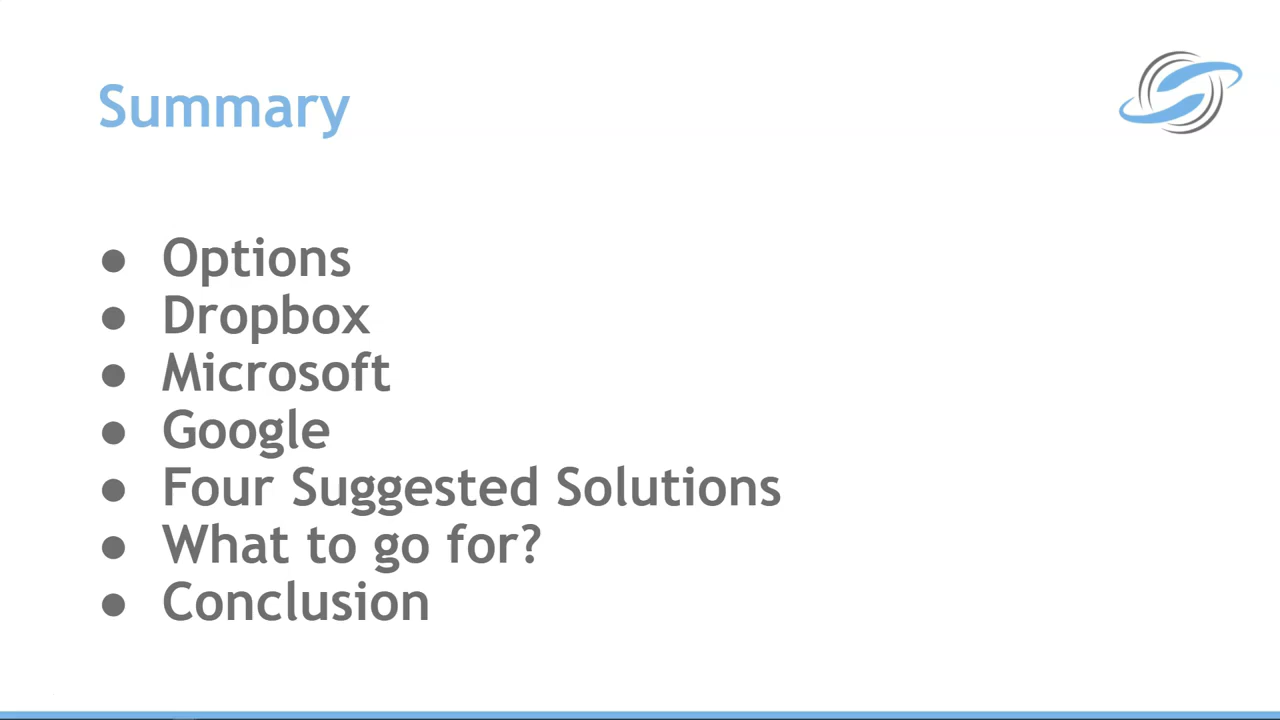 Summary
● Options
● Dropbox
● Microsoft
● Google
● Four Suggested Solutions
● What to go for?
● Conclusion